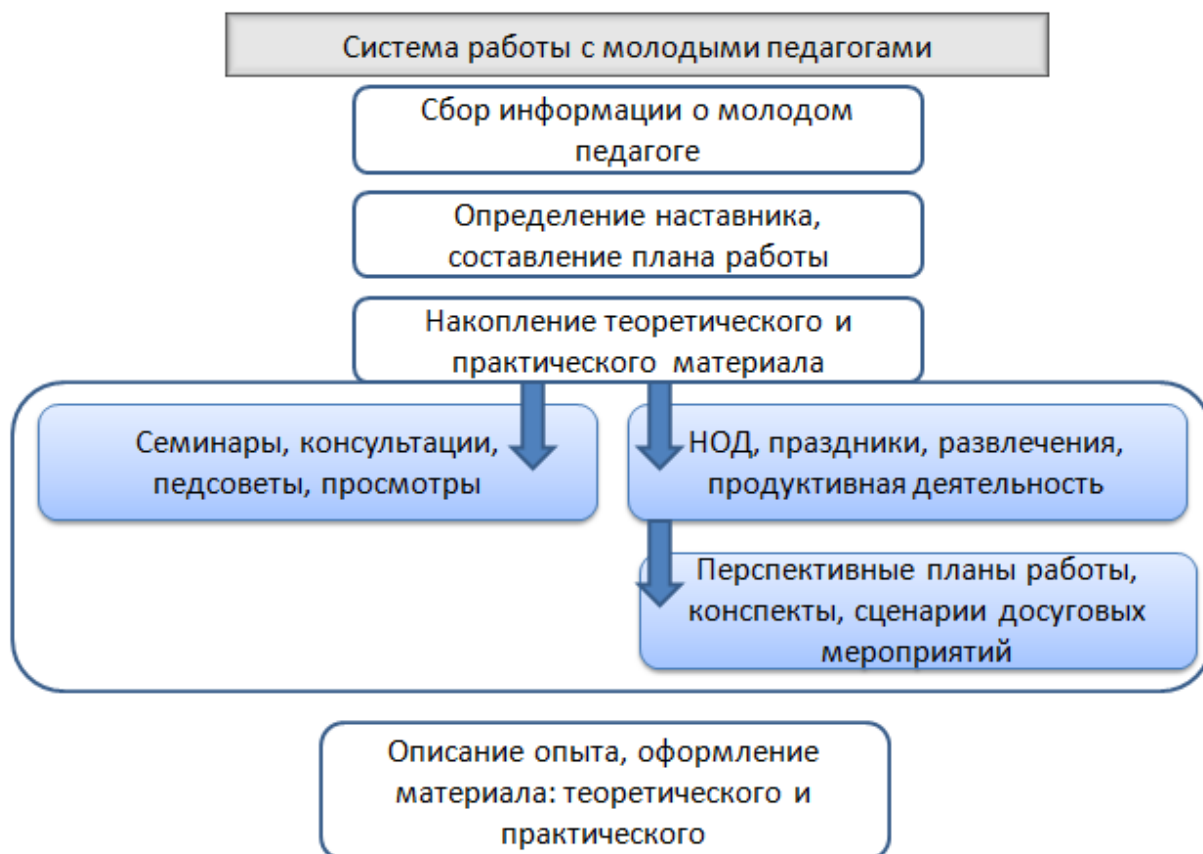 Система работы с молодыми педагогами
Сбор информации о молодом
педагоге
Определение наставника,
составление плана работы
Накопление теоретического и
практического материала
Семинары, консультации,
педсоветы, просмотры
НОД, праздники, развлечения,
продуктивная деятельность
Перспективные планы работы,
конспекты, сценарии досуговых
мероприятий
Описание опыта, оформление
материала: теоретического и
практического